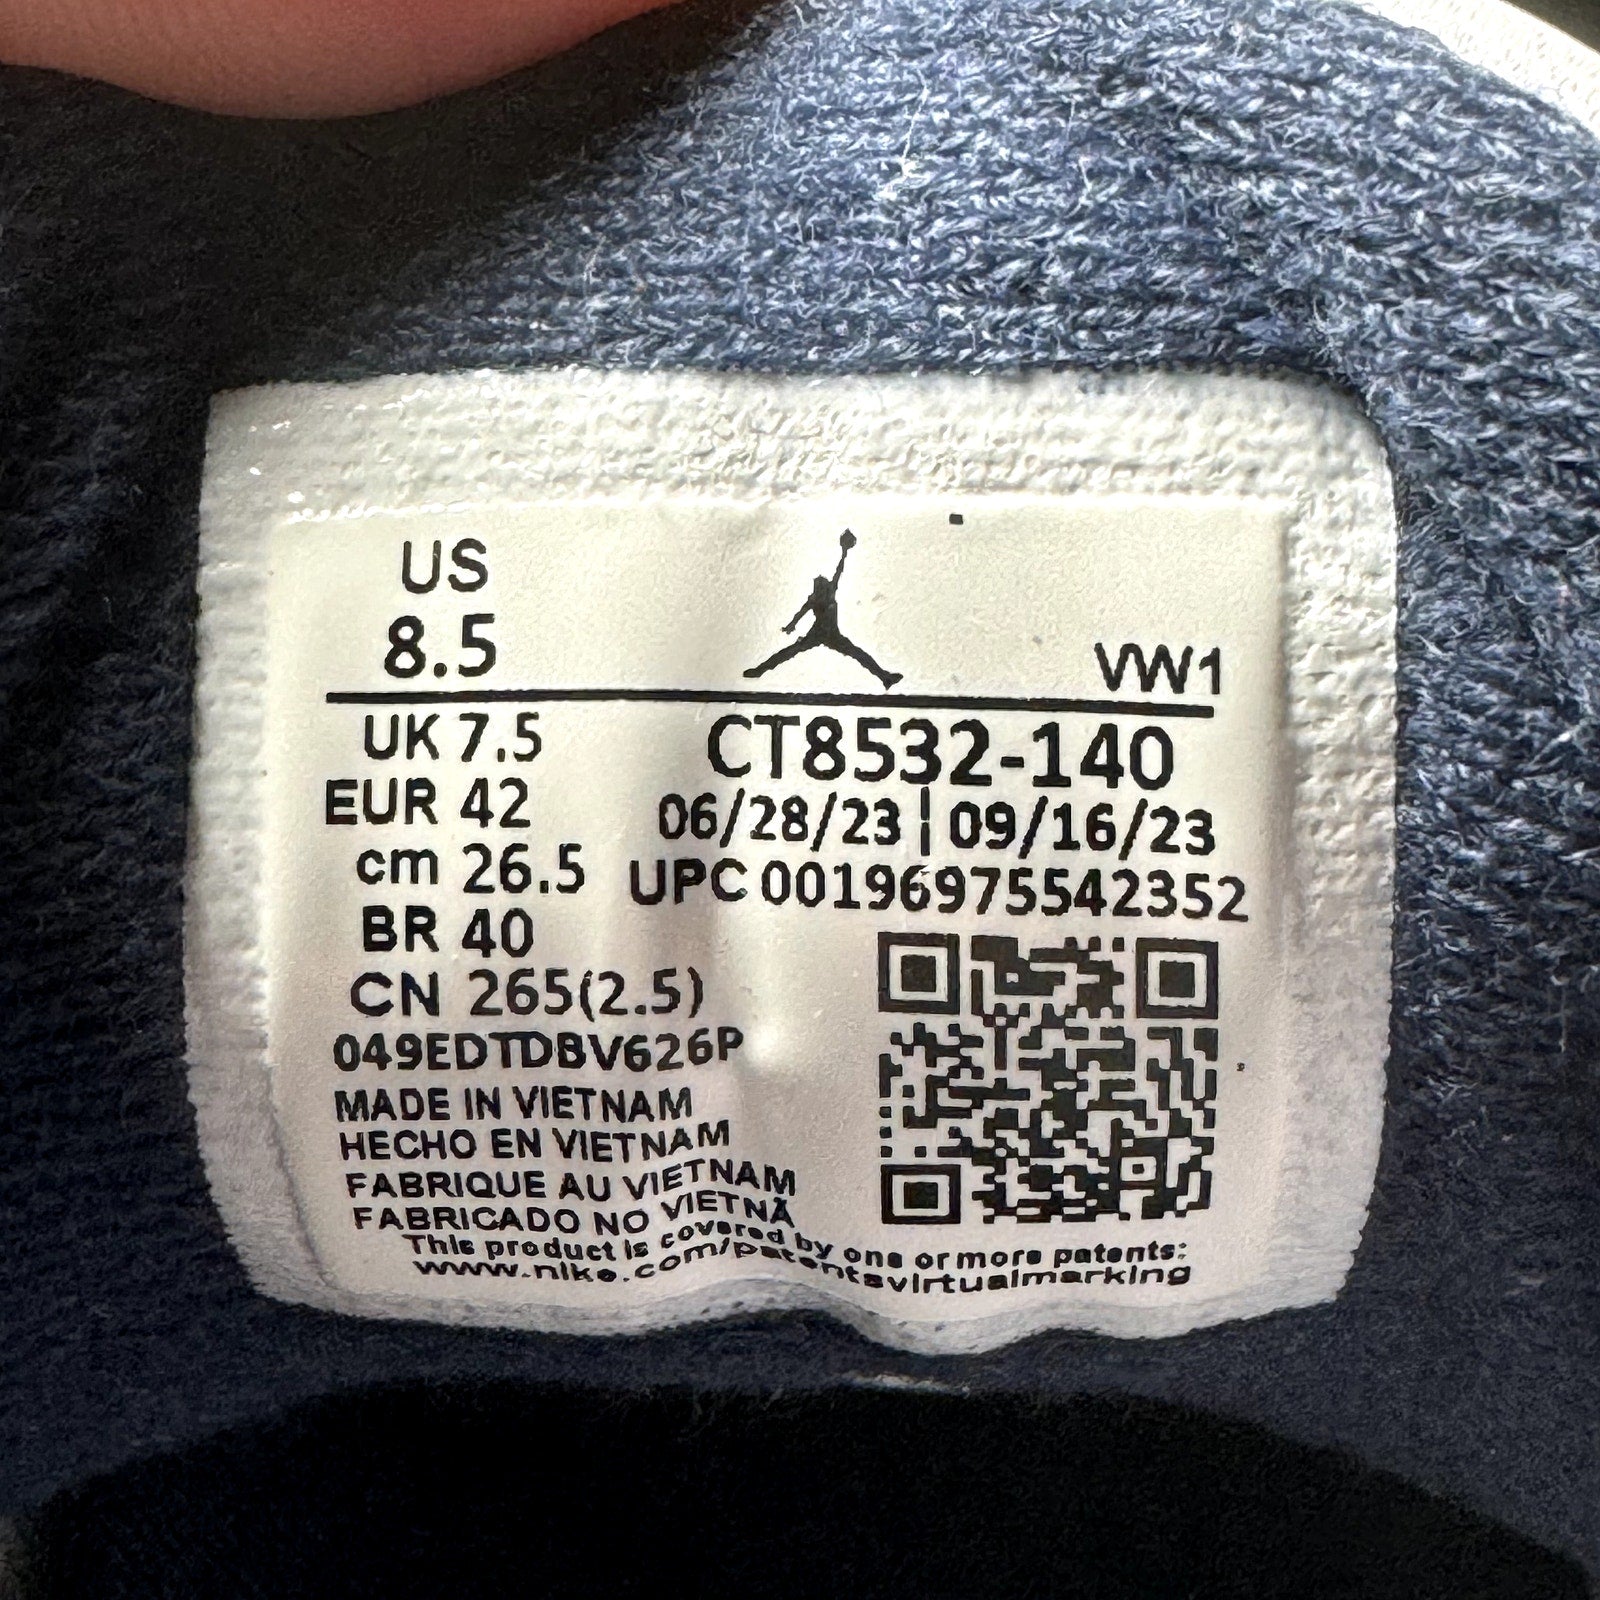 US
8.5
VW1
UK 7.5
EUR 42
cm 26.5
BR 40
CN 265(2.5)
CT8532-140
06/28/23 | 09/16/23
UPC 00196975542352
049EDTDBV626P
MADE IN VIETNAM
HECHO EN VIETNAM
FABRIQUE AU VIETNAM
FABRICADO NO VIETNÃ
This product is covered by one or more patents:
www.nike.com/patentsvirtualmarking